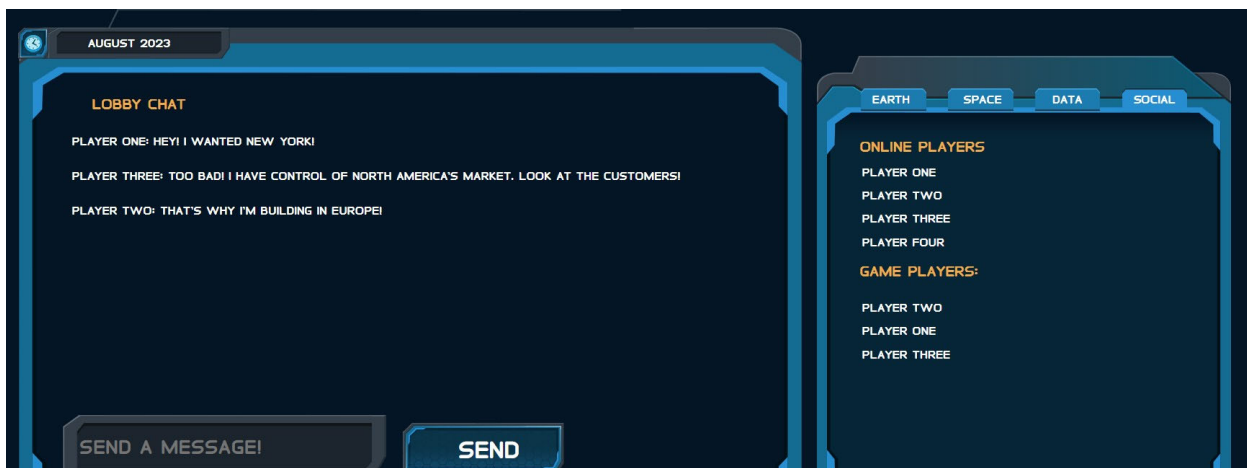 AUGUST 2023
LOBBY CHAT
PLAYER ONE: HEY! I WANTED NEW YORK!
PLAYER THREE: TOO BAD! I HAVE CONTROL OF NORTH AMERICA'S MARKET. LOOK AT THE CUSTOMERS!
PLAYER TWO: THAT'S WHY I'M BUILDING IN EUROPE!
SEND A MESSAGE!
SEND
EARTH
SPACE
DATA
SOCIAL
ONLINE PLAYERS
PLAYER ONE
PLAYER TWO
PLAYER THREE
PLAYER FOUR
GAME PLAYERS:
PLAYER TWO
PLAYER ONE
PLAYER THREE